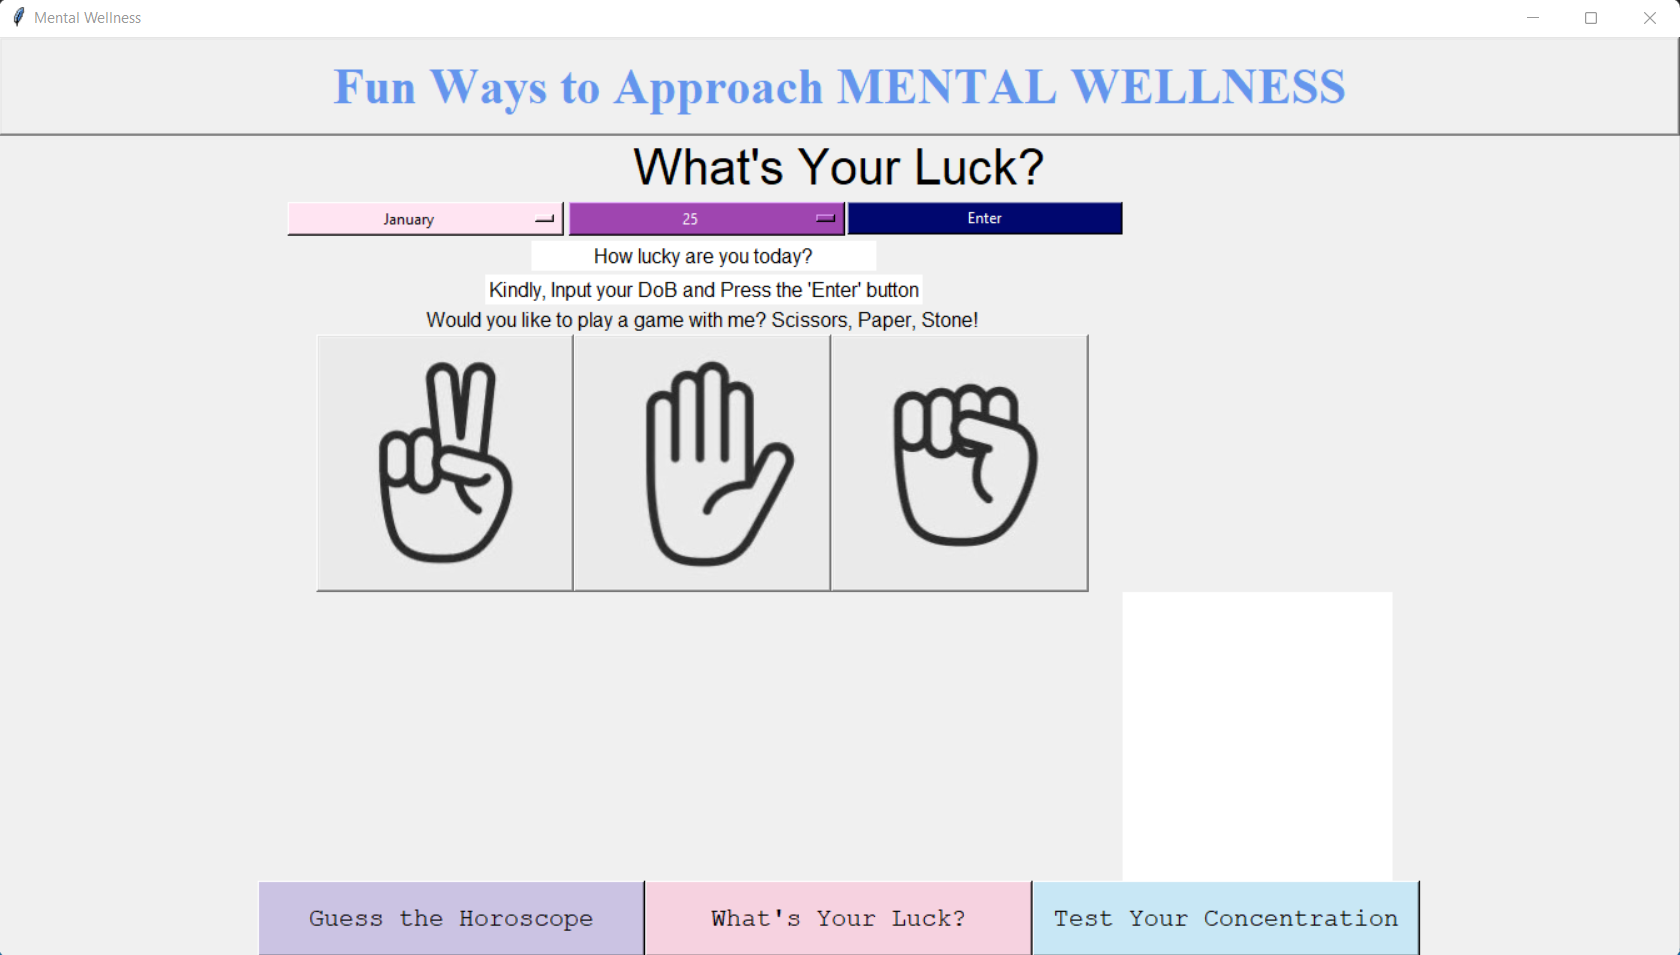 Mental Wellness
Fun Ways to Approach MENTAL WELLNESS
What's Your Luck?
January 25 Enter
How lucky are you today?
Kindly, Input your DoB and Press the 'Enter' button
Would you like to play a game with me? Scissors, Paper, Stone!
Guess the Horoscope What's Your Luck? Test Your Concentration